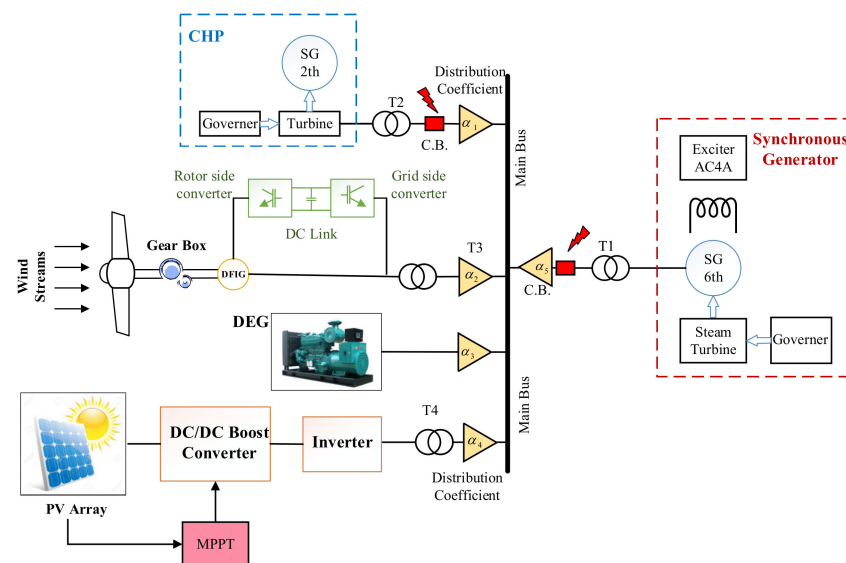 CHP
SG
2th
Governer
Turbine
T2
C.B.
Distribution
Coefficient
α1
Main Bus
Synchronous
Generator
Exciter
AC4A
SG
6th
Steam
Turbine
Governer
T1
α5
C.B.
Rotor side
converter
Grid side
converter
DC Link
Wind
Streams
Gear Box
DFIG
T3
α2
DEG
α3
Main Bus
PV Array
DC/DC Boost
Converter
Inverter
T4
α4
Distribution
Coefficient
MPPT